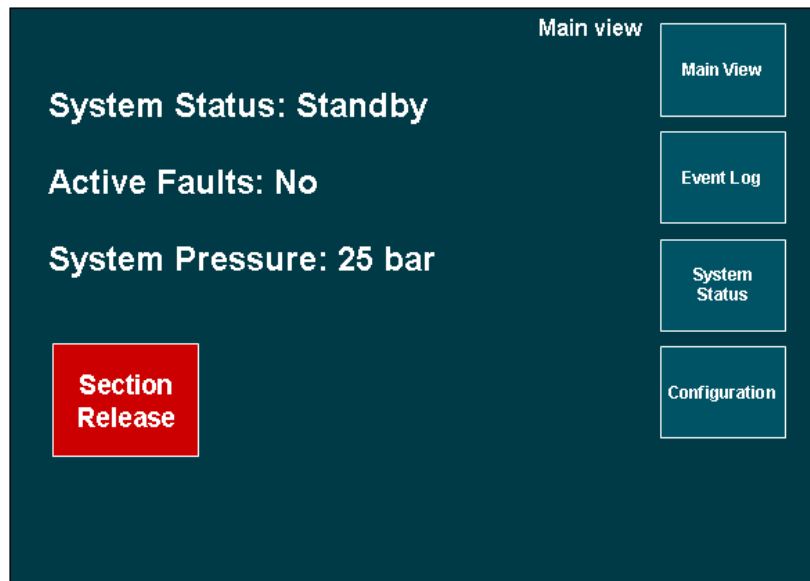 Main view
System Status: Standby
Active Faults: No
System Pressure: 25 bar
Section
Release
Main View
Event Log
System
Status
Configuration